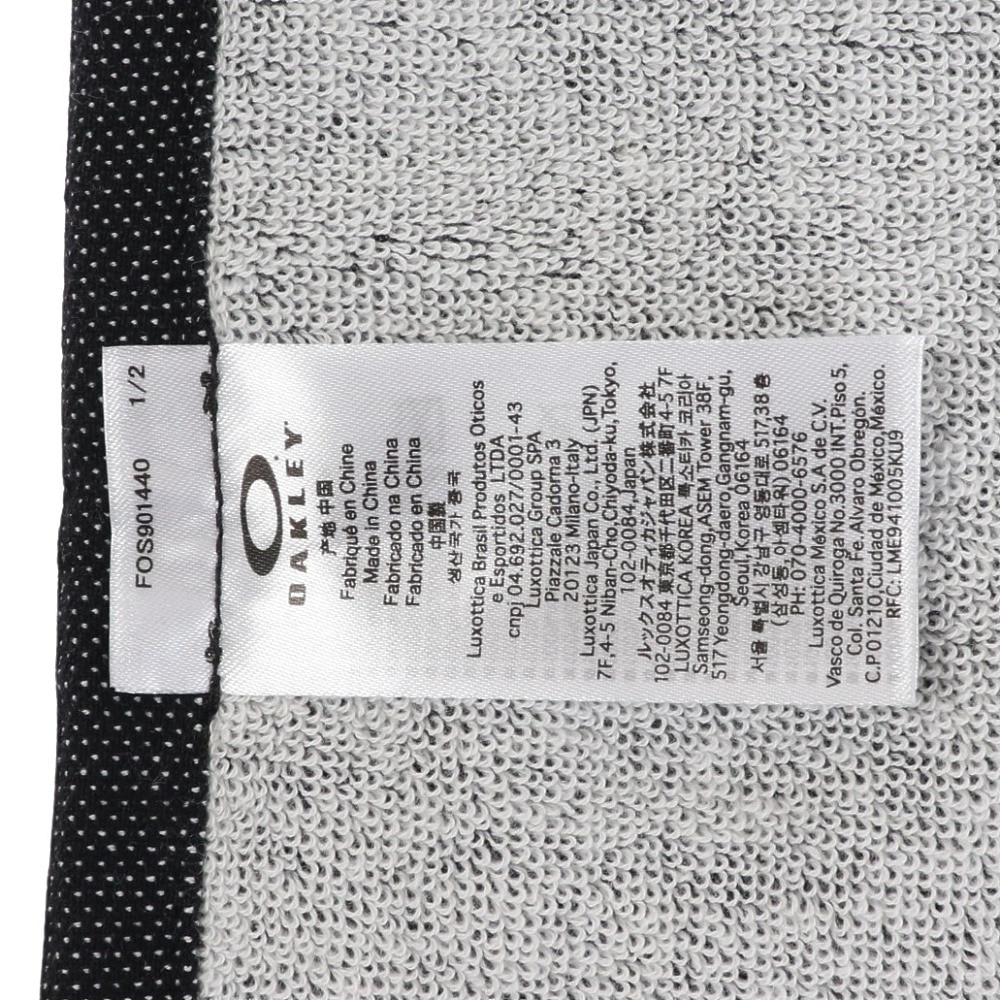 FOS901440 1/2
OAKLEY
产地 中国
Fabriqué en Chine
Made in China
Fabricado na China
Fabricado en China
中国製
생산국가 중국
Luxottica Brasil Produtos Oticos
e Esportidos LTDA
cnpj 04.692.027/0001-43
Luxottica Group SPA
Piazzale Cadorna 3
20123 Milano-Italy
Luxottica Japan Co., Ltd. (JPN)
7F,4-5 Niban-Cho,Chiyoda-ku,Tokyo,
102-0084,Japan
ルックスオティカジャパン株式会社
102-0084 東京都千代田区二番町 4-5 7F
LUXOTTICA KOREA 룩스티카 코리아
Samseong-dong,ASEM Tower 38F,
517 Yeongdong-daero,Gangnam-gu,
Seoul,Korea 06164
서울 특별시 강남구 영동대로 517,38 층
(삼성동 아셈타워) 06164
PH: 070-4000-6576
Luxottica México S.A de C.V.
Vasco de Quiroga No.3000 INT.Piso 5,
Col. Santa Fe.Alvaro Obregón.
C.P 01210,Ciudad de México,México.
RFC: LME941005KU9